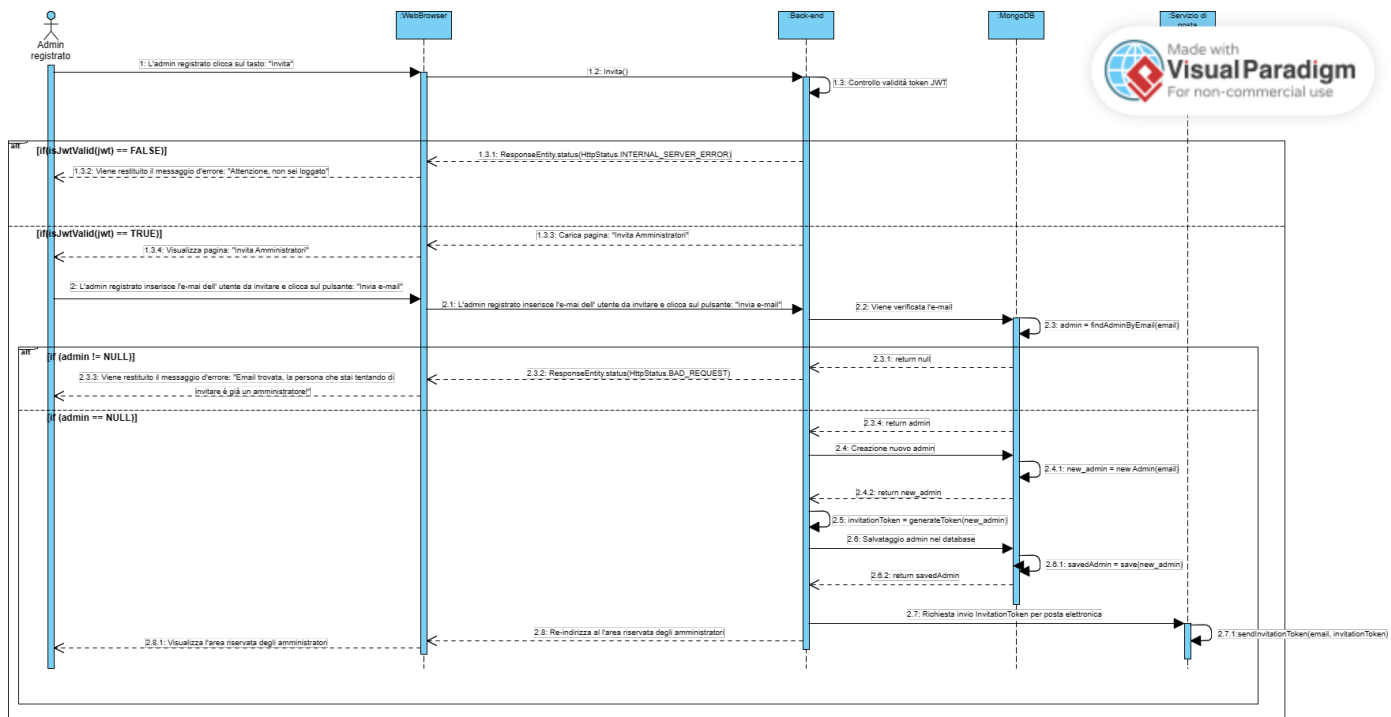 :WebBrowser
:Back-end
:MongoDB
:Servizio di
posta
Admin
registrato
Made with
Visual Paradigm
For non-commercial use
1: L'admin registrato clicca sul tasto: "Invita"
1.2: Invita()
1.3: Controllo validità token JWT
alt
[if(isJwtValid(jwt) == FALSE)]
1.3.1: ResponseEntity.status(HttpStatus.INTERNAL_SERVER_ERROR)
1.3.2: Viene restituito il messaggio d'errore: "Attenzione, non sei loggato"
[if(isJwtValid(jwt) == TRUE)]
1.3.3: Carica pagina: "Invita Amministratori"
1.3.4: Visualizza pagina: "Invita Amministratori"
2: L'admin registrato inserisce l'e-mai dell' utente da invitare e clicca sul pulsante: "Invia e-mail"
2.1: L'admin registrato inserisce l'e-mai dell' utente da invitare e clicca sul pulsante: "Invia e-mail"
2.2: Viene verificata l'e-mail
2.3: admin = findAdminByEmail(email)
alt
[if (admin != NULL)]
2.3.1: return null
2.3.2: ResponseEntity.status(HttpStatus.BAD_REQUEST)
2.3.3: Viene restituito il messaggio d'errore: "Email trovata, la persona che stai tentando di
invitare è già un amministratore!"
[if (admin == NULL)]
2.3.4: return admin
2.4: Creazione nuovo admin
2.4.1: new_admin = new Admin(email)
2.4.2: return new_admin
2.5: invitationToken = generateToken(new_admin)
2.6: Salvataggio admin nel database
2.6.1: savedAdmin = save(new_admin)
2.6.2: return savedAdmin
2.7: Richiesta invio InvitationToken per posta elettronica
2.7.1:sendInvitationToken(email, invitationToken)
2.8: Re-indirizza al l'area riservata degli amministratori
2.8.1: Visualizza l'area riservata degli amministratori